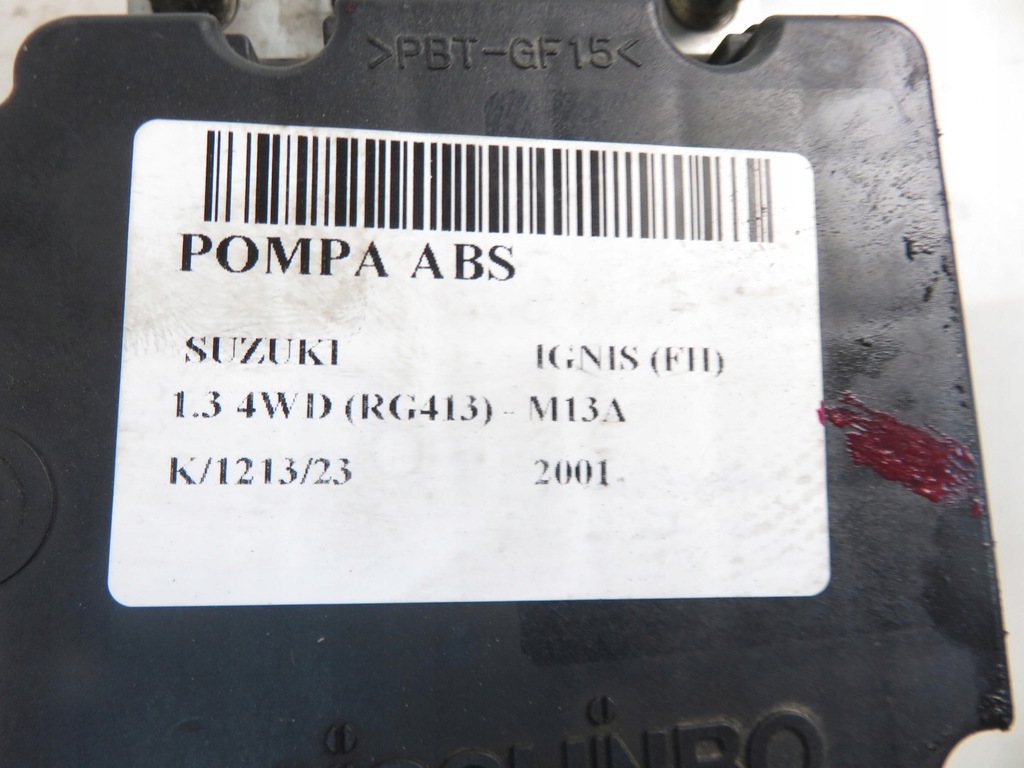 >PBT-GF15<
POMPA ABS
SUZUKI IGNIS (FH)
1.3 4WD (RG413) - M13A
K/1213/23 2001.